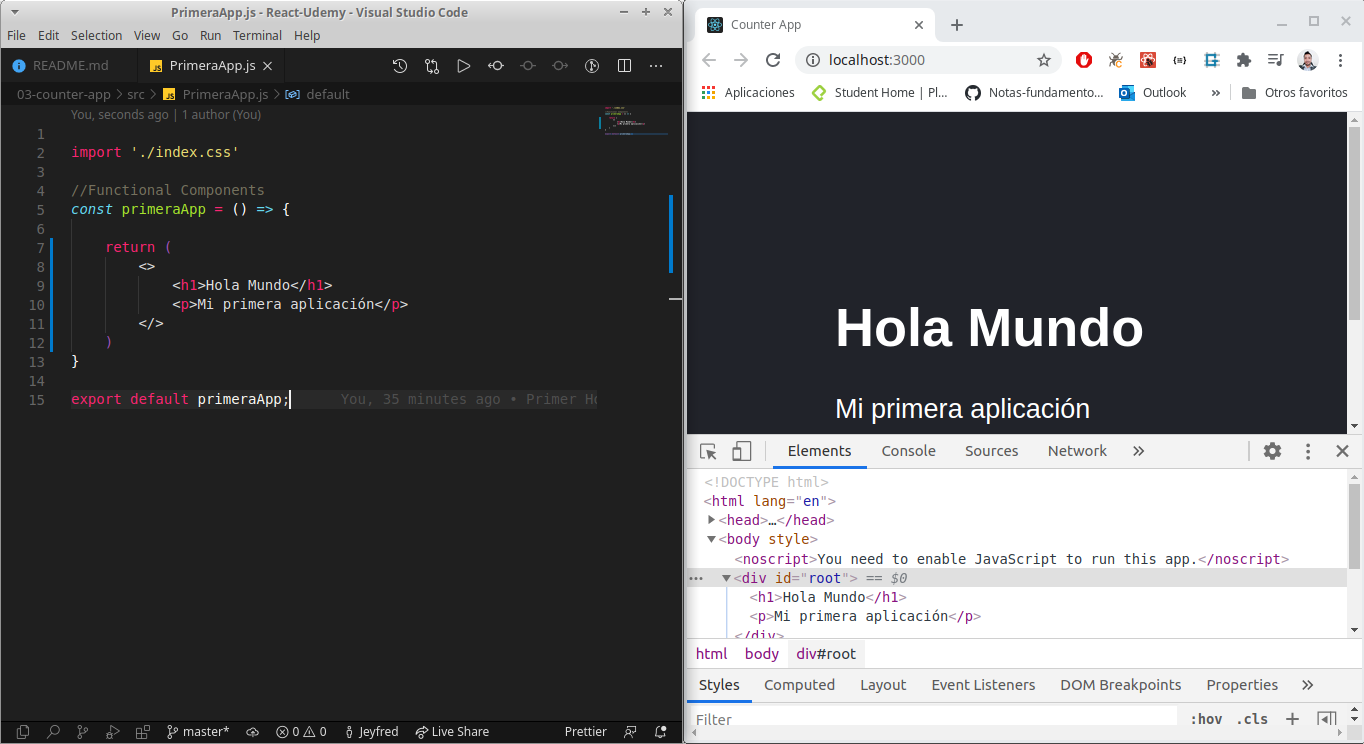 PrimeraApp.js - React-Udemy - Visual Studio Code
File Edit Selection View Go Run Terminal Help
README.md
PrimeraApp.js
03-counter-app > src > PrimeraApp.js > default
You, seconds ago | 1 author (You)
1
2 import './index.css'
3
4 //Functional Components
5 const primeraApp = () => {
6
7 return (
8 <>
9 <h1>Hola Mundo</h1>
10 <p>Mi primera aplicación</p>
11 </>
12 )
13 }
14
15 export default primeraApp; You, 35 minutes ago • Primer Ho
master* 0 0 Jeyfred Live Share Prettier
Counter App
localhost:3000
Aplicaciones Student Home | Pl... Notas-fundamento... Outlook » Otros favoritos
Hola Mundo
Mi primera aplicación
Elements Console Sources Network »
<!DOCTYPE html>
<html lang="en">
<head>…</head>
<body style>
<noscript>You need to enable JavaScript to run this app.</noscript>
<div id="root"> == $0
<h1>Hola Mundo</h1>
<p>Mi primera aplicación</p>
</div>
html body div#root
Styles Computed Layout Event Listeners DOM Breakpoints Properties »
Filter :hov .cls +